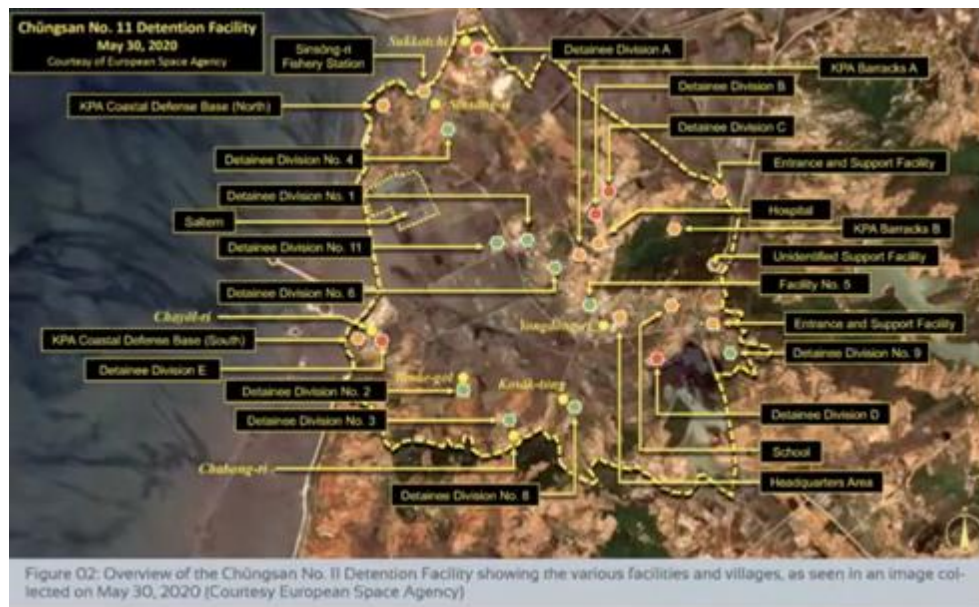 Chŭngsan No. 11 Detention Facility
May 30, 2020
Courtesy of European Space Agency
Sinsŏng-ri
Fishery Station
Sukkotchi
Detainee Division A
KPA Barracks A
KPA Coastal Defense Base (North)
Detainee Division B
Detainee Division C
Detainee Division No. 4
Entrance and Support Facility
Detainee Division No. 1
Hospital
Saltern
KPA Barracks B
Detainee Division No. 11
Unidentified Support Facility
Detainee Division No. 6
Facility No. 5
Chayŏl-ri
Entrance and Support Facility
KPA Coastal Defense Base (South)
Detainee Division No. 9
Detainee Division E
Detainee Division No. 2
Detainee Division D
Detainee Division No. 3
School
Headquarters Area
Detainee Division No. 8
Figure 02: Overview of the Chŭngsan No. 11 Detention Facility showing the various facilities and villages, as seen in an image col-
lected on May 30, 2020 (Courtesy European Space Agency)